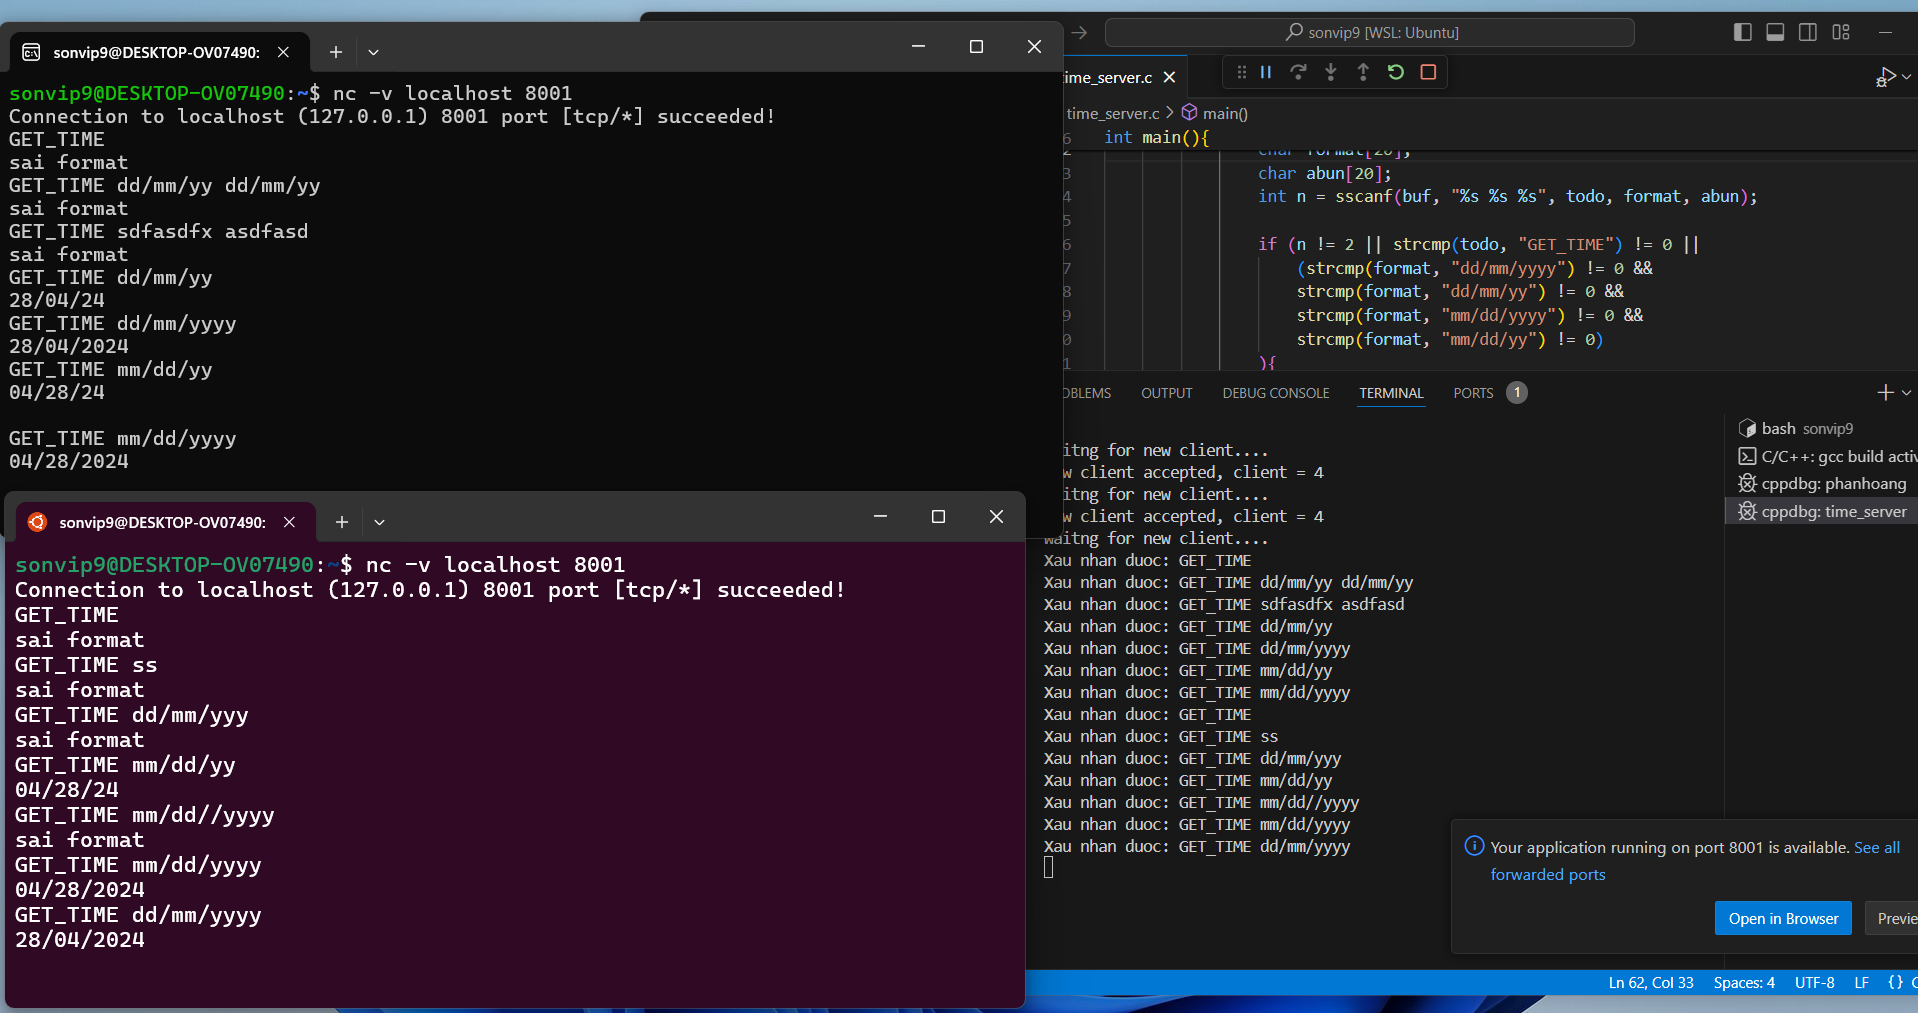 sonvip9@DESKTOP-OV07490:
sonvip9@DESKTOP-OV07490:~$ nc -v localhost 8001
Connection to localhost (127.0.0.1) 8001 port [tcp/*] succeeded!
GET_TIME
sai format
GET_TIME dd/mm/yy dd/mm/yy
sai format
GET_TIME sdfasdfx asdfasd
sai format
GET_TIME dd/mm/yy
28/04/24
GET_TIME dd/mm/yyyy
28/04/2024
GET_TIME mm/dd/yy
04/28/24
GET_TIME mm/dd/yyyy
04/28/2024
sonvip9@DESKTOP-OV07490:
sonvip9@DESKTOP-OV07490:~$ nc -v localhost 8001
Connection to localhost (127.0.0.1) 8001 port [tcp/*] succeeded!
GET_TIME
sai format
GET_TIME ss
sai format
GET_TIME dd/mm/yyy
sai format
GET_TIME mm/dd/yy
04/28/24
GET_TIME mm/dd//yyyy
sai format
GET_TIME mm/dd/yyyy
04/28/2024
GET_TIME dd/mm/yyyy
28/04/2024
sonvip9 [WSL: Ubuntu]
ime_server.c
time_server.c > main()
6 int main(){
2 char format[20];
3 char abun[20];
4 int n = sscanf(buf, "%s %s %s", todo, format, abun);
5
6 if (n != 2 || strcmp(todo, "GET_TIME") != 0 ||
7 (strcmp(format, "dd/mm/yyyy") != 0 &&
8 strcmp(format, "dd/mm/yy") != 0 &&
9 strcmp(format, "mm/dd/yyyy") != 0 &&
0 strcmp(format, "mm/dd/yy") != 0)
1 ){
OBLEMS OUTPUT DEBUG CONSOLE TERMINAL PORTS 1
itng for new client....
w client accepted, client = 4
itng for new client....
w client accepted, client = 4
waitng for new client....
Xau nhan duoc: GET_TIME
Xau nhan duoc: GET_TIME dd/mm/yy dd/mm/yy
Xau nhan duoc: GET_TIME sdfasdfx asdfasd
Xau nhan duoc: GET_TIME dd/mm/yy
Xau nhan duoc: GET_TIME dd/mm/yyyy
Xau nhan duoc: GET_TIME mm/dd/yy
Xau nhan duoc: GET_TIME mm/dd/yyyy
Xau nhan duoc: GET_TIME
Xau nhan duoc: GET_TIME ss
Xau nhan duoc: GET_TIME dd/mm/yyy
Xau nhan duoc: GET_TIME mm/dd/yy
Xau nhan duoc: GET_TIME mm/dd//yyyy
Xau nhan duoc: GET_TIME mm/dd/yyyy
Xau nhan duoc: GET_TIME dd/mm/yyyy
bash sonvip9
C/C++: gcc build activ
cppdbg: phanhoang
cppdbg: time_server
Your application running on port 8001 is available. See all
forwarded ports
Open in Browser
Previe
Ln 62, Col 33 Spaces: 4 UTF-8 LF {} C